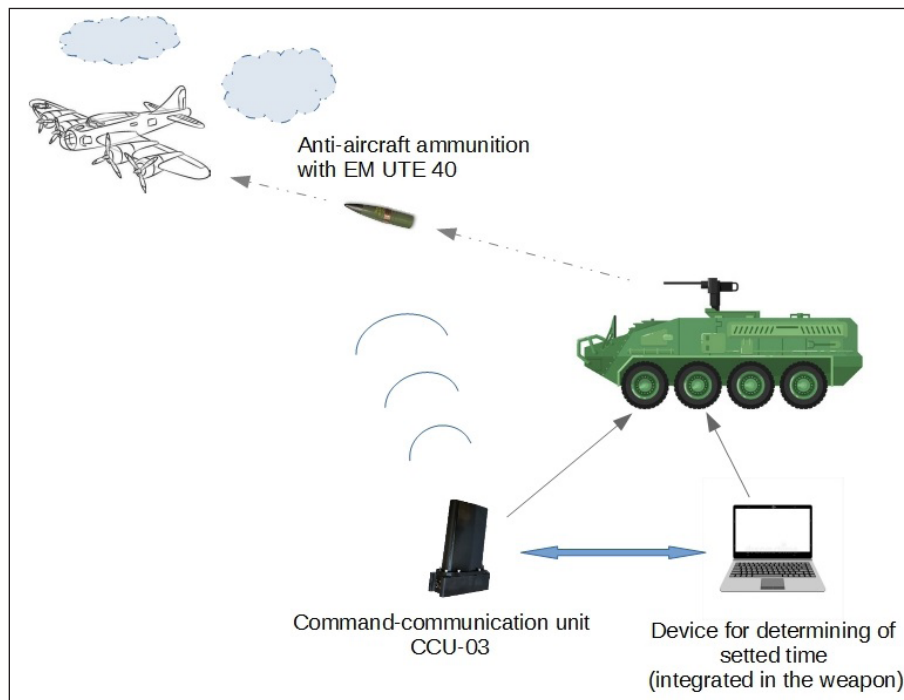 Anti-aircraft ammunition
with EM UTE 40
Command-communication unit
CCU-03
Device for determining of
setted time
(integrated in the weapon)